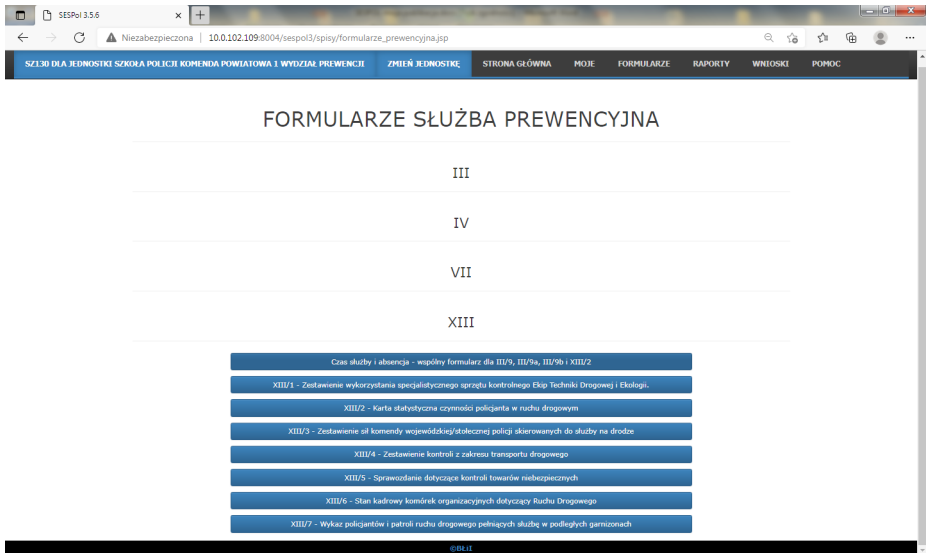 SESPol 3.5.6
Niezabezpieczona | 10.0.102.109:8004/sespol3/spisy/formularze_prewencyjna.jsp
SZ130 DLA JEDNOSTKI SZKOŁA POLICJI KOMENDA POWIATOWA 1 WYDZIAŁ PREWENCJI ZMIEŃ JEDNOSTKĘ STRONA GŁÓWNA MOJE FORMULARZE RAPORTY WNIOSKI POMOC
FORMULARZE SŁUŻBA PREWENCYJNA
III
IV
VII
XIII
Czas służby i absencja - wspólny formularz dla III/9, III/9a, III/9b i XIII/2
XIII/1 - Zestawienie wykorzystania specjalistycznego sprzętu kontrolnego Ekip Techniki Drogowej i Ekologii.
XIII/2 - Karta statystyczna czynności policjanta w ruchu drogowym
XIII/3 - Zestawienie sił komendy wojewódzkiej/stołecznej policji skierowanych do służby na drodze
XIII/4 - Zestawienie kontroli z zakresu transportu drogowego
XIII/5 - Sprawozdanie dotyczące kontroli towarów niebezpiecznych
XIII/6 - Stan kadrowy komórek organizacyjnych dotyczący Ruchu Drogowego
XIII/7 - Wykaz policjantów i patroli ruchu drogowego pełniących służbę w podległych garnizonach
©BŁiI